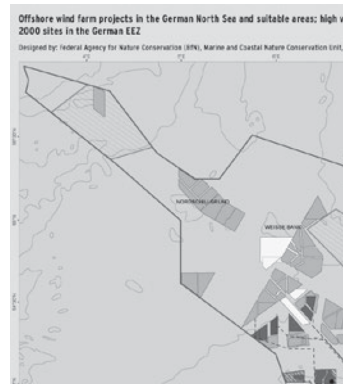 Offshore wind farm projects in the German North Sea and suitable areas; high v
2000 sites in the German EEZ
Designed by: Federal Agency for Nature Conservation (BfN), Marine and Coastal Nature Conservation Unit,
WEISSE BANK